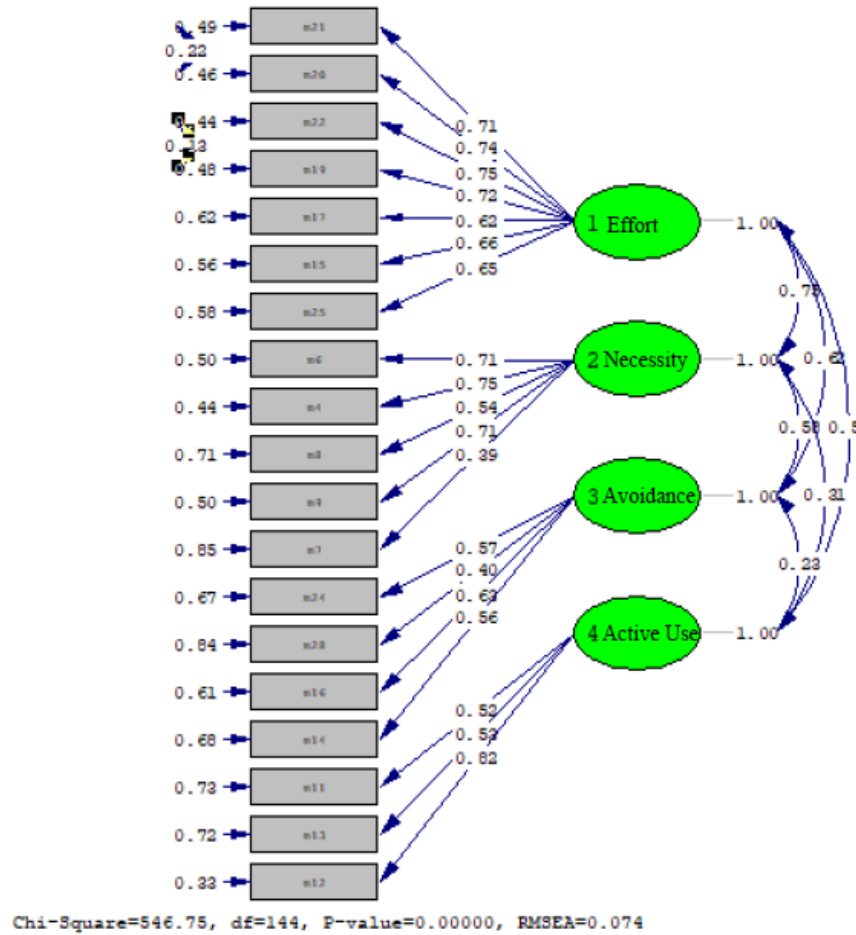 0.49 m21
0.22
0.46 m20
0.44 m22
0.48 m19
0.62 m17
0.56 m15
0.58 m25
0.50 m6
0.44 m4
0.71 m8
0.50 m9
0.85 m7
0.67 m24
0.84
0.61 m16
0.68 m14
0.73 m11
0.72 m13
0.33 m12
0.71
0.74
0.75
0.72
0.62
0.66
0.65
0.71
0.75
0.54
0.71
0.39
0.57
0.40
0.63
0.56
0.52
0.53
0.82
1 Effort 1.00
2 Necessity 1.00
3 Avoidance 1.00
4 Active Use 1.00
0.75
0.62
0.31
0.23
Chi-Square=546.75, df=144, P-value=0.00000, RMSEA=0.074